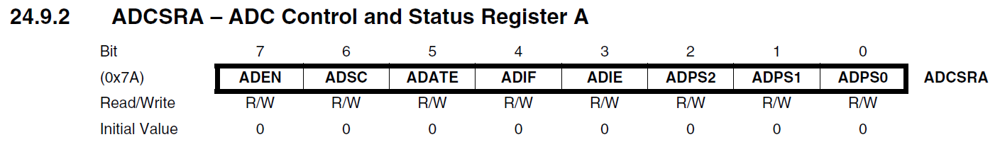 24.9.2 ADCSRA – ADC Control and Status Register A
Bit 7 6 5 4 3 2 1 0
(0x7A) ADEN ADSC ADATE ADIF ADIE ADPS2 ADPS1 ADPS0 ADCSRA
Read/Write R/W R/W R/W R/W R/W R/W R/W R/W
Initial Value 0 0 0 0 0 0 0 0